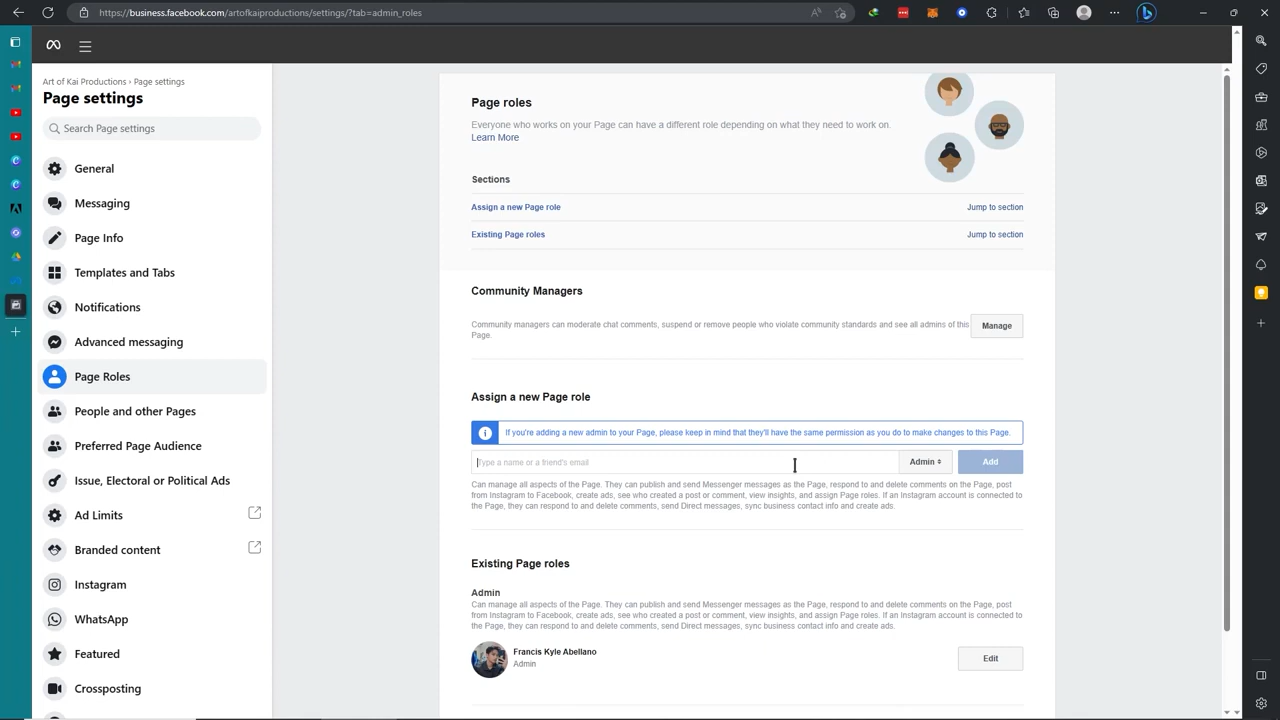 https://business.facebook.com/artofkaiproductions/settings/?tab=admin_roles
Art of Kai Productions › Page settings
Page settings
Search Page settings
General
Messaging
Page Info
Templates and Tabs
Notifications
Advanced messaging
Page Roles
People and other Pages
Preferred Page Audience
Issue, Electoral or Political Ads
Ad Limits
Branded content
Instagram
WhatsApp
Featured
Crossposting
Page roles
Everyone who works on your Page can have a different role depending on what they need to work on.
Learn More
Sections
Assign a new Page role Jump to section
Existing Page roles Jump to section
Community Managers
Community managers can moderate chat comments, suspend or remove people who violate community standards and see all admins of this
Page.
Manage
Assign a new Page role
If you're adding a new admin to your Page, please keep in mind that they'll have the same permission as you do to make changes to this Page.
Type a name or a friend's email Admin Add
Can manage all aspects of the Page. They can publish and send Messenger messages as the Page, respond to and delete comments on the Page, post
from Instagram to Facebook, create ads, see who created a post or comment, view insights, and assign Page roles. If an Instagram account is connected to
the Page, they can respond to and delete comments, send Direct messages, sync business contact info and create ads.
Existing Page roles
Admin
Can manage all aspects of the Page. They can publish and send Messenger messages as the Page, respond to and delete comments on the Page, post
from Instagram to Facebook, create ads, see who created a post or comment, view insights, and assign Page roles. If an Instagram account is connected to
the Page, they can respond to and delete comments, send Direct messages, sync business contact info and create ads.
Francis Kyle Abellano
Admin
Edit